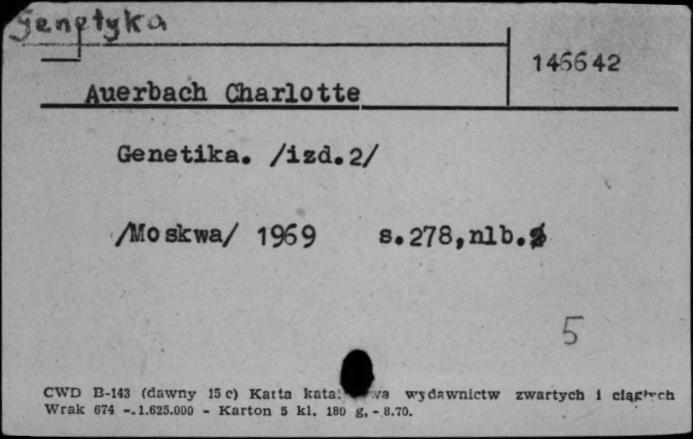 genetyka
146642
Auerbach Charlotte
Genetika. /izd.2/
/Moskwa/ 1969 s.278,nlb.
5
CWD B-143 (dawny 15 c) Karta wydawnictw zwartych i ciągłych
Wrak 674 -.1.625.000 - Karton 5 kl. 180 g, - 8.70.